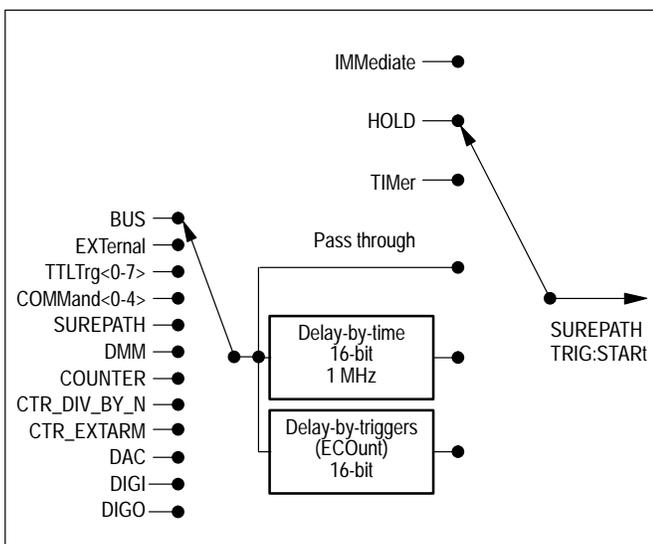 IMMediate
HOLD
TIMer
BUS
EXTernal
TTLTrg<0-7>
COMMand<0-4>
SUREPATH
DMM
COUNTER
CTR_DIV_BY_N
CTR_EXTARM
DAC
DIGI
DIGO
Pass through
Delay-by-time
16-bit
1 MHz
Delay-by-triggers
(ECOunt)
16-bit
SUREPATH
TRIG:STARt